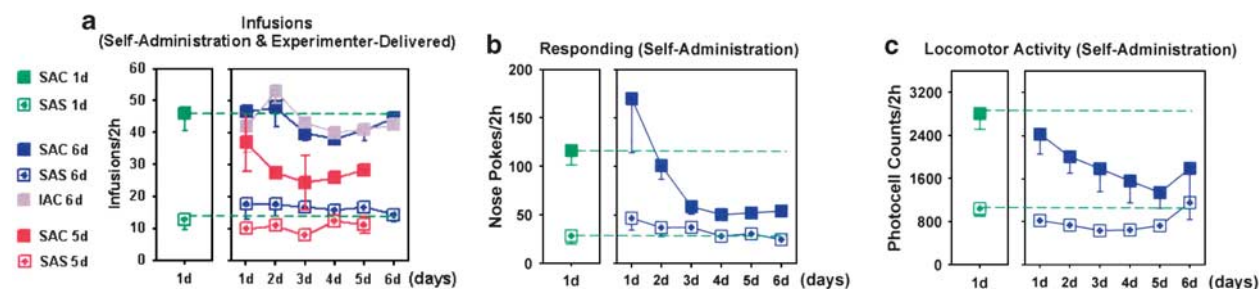 a
Infusions
(Self-Administration & Experimenter-Delivered)
SAC 1d
SAS 1d
SAC 6d
SAS 6d
IAC 6d
SAC 5d
SAS 5d
Infusions/2h
60
50
40
30
20
10
0
1d
1d 2d 3d 4d 5d 6d (days)
b
Responding (Self-Administration)
Nose Pokes/2h
200
150
100
50
0
1d
1d 2d 3d 4d 5d 6d (days)
c
Locomotor Activity (Self-Administration)
Photocell Counts/2h
3200
2400
1600
800
0
1d
1d 2d 3d 4d 5d 6d (days)